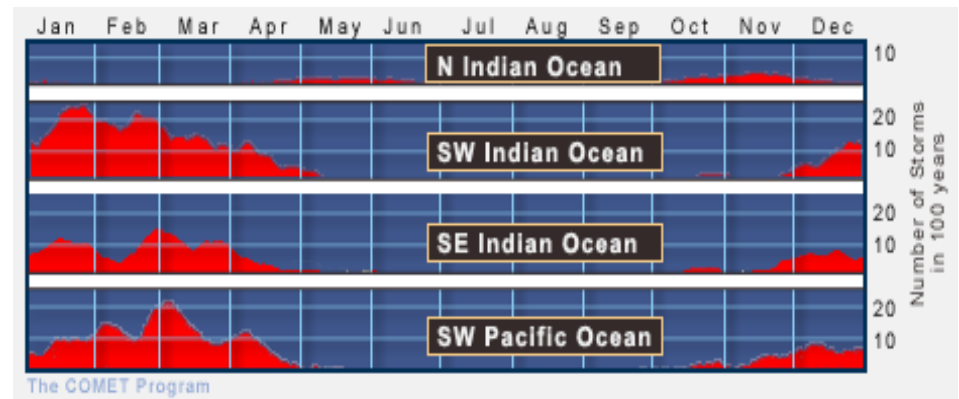 Jan Feb Mar Apr May Jun Jul Aug Sep Oct Nov Dec
N Indian Ocean
10
SW Indian Ocean
20
10
SE Indian Ocean
20
10
SW Pacific Ocean
20
10
Number of Storms
in 100 years
The COMET Program